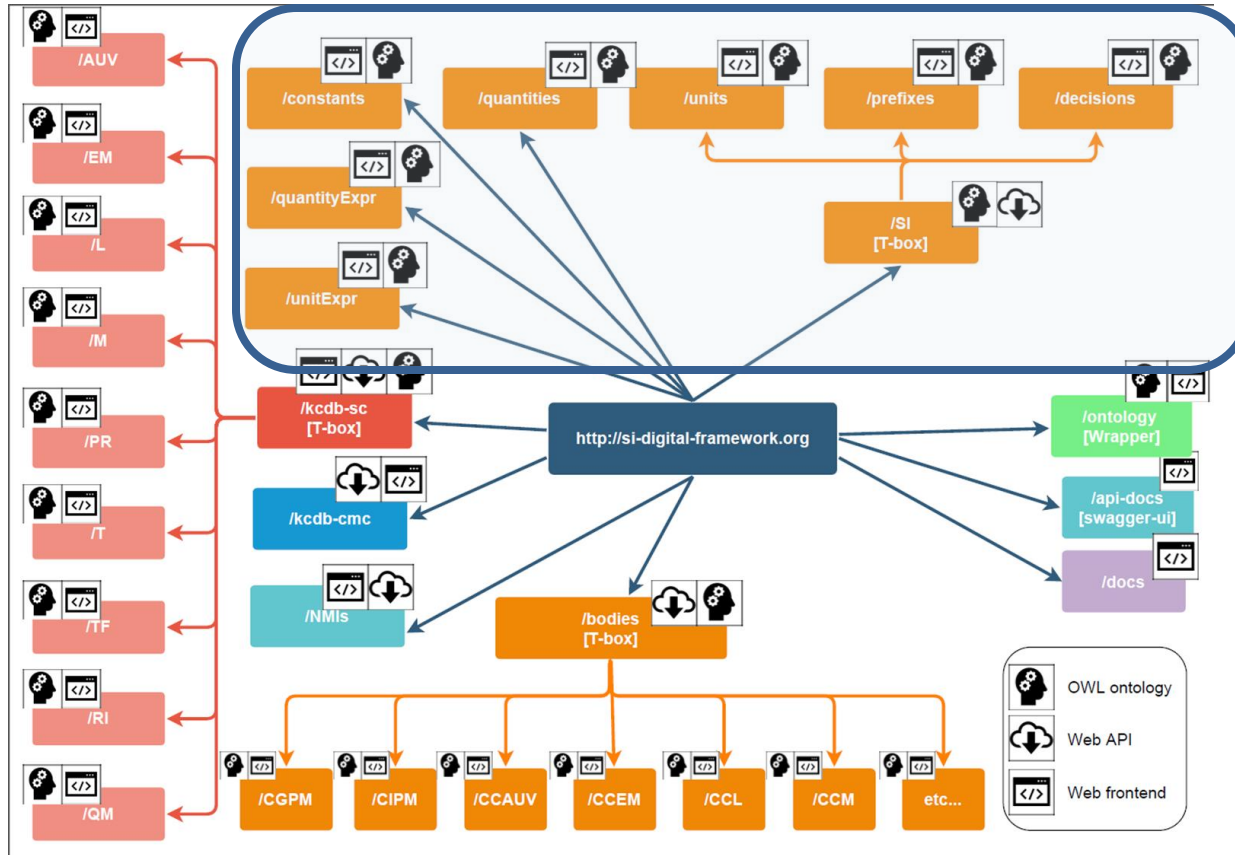 /AUV
/EM
/L
/M
/PR
/T
/TF
/RI
/QM
/constants
/quantities
/units
/prefixes
/decisions
/quantityExpr
/SI
[T-box]
/unitExpr
/kcdb-sc
[T-box]
http://si-digital-framework.org
/ontology
[Wrapper]
/kcdb-cmc
/api-docs
[swagger-ui]
/docs
/NMIs
/bodies
[T-box]
/CGPM
/CIPM
/CCAUV
/CCEM
/CCL
/CCM
etc...
OWL ontology
Web API
Web frontend